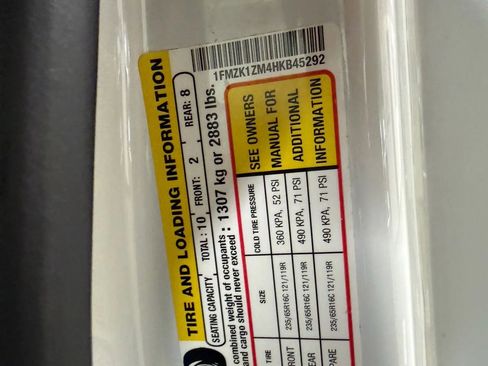 1FMZK1ZM4HKB45292
TIRE AND LOADING INFORMATION
SEATING CAPACITY TOTAL: 10 FRONT: 2 REAR: 8
combined weight of occupants
and cargo should never exceed : 1307 kg or 2883 lbs.
TIRE SIZE COLD TIRE PRESSURE SEE OWNERS
RONT 235/65R16C 121/119R 360 KPA, 52 PSI MANUAL FOR
EAR 235/65R16C 121/119R 490 KPA, 71 PSI ADDITIONAL
PARE 235/65R16C 121/119R 490 KPA, 71 PSI INFORMATION